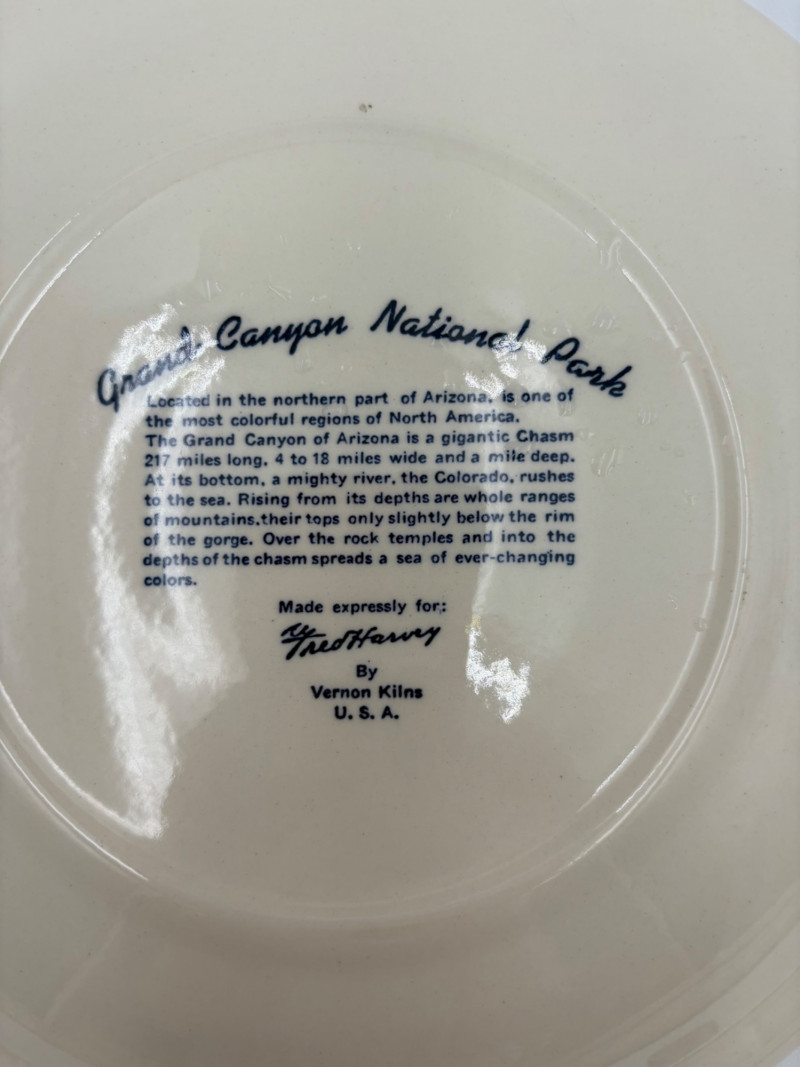 Grand Canyon National Park
Located in the northern part of Arizona, is one of
the most colorful regions of North America.
The Grand Canyon of Arizona is a gigantic Chasm
217 miles long, 4 to 18 miles wide and a mile deep.
At its bottom, a mighty river, the Colorado, rushes
to the sea. Rising from its depths are whole ranges
of mountains, their tops only slightly below the rim
of the gorge. Over the rock temples and into the
depths of the chasm spreads a sea of ever-changing
colors.
Made expressly for:
Fred Harvey
By
Vernon Kilns
U. S. A.